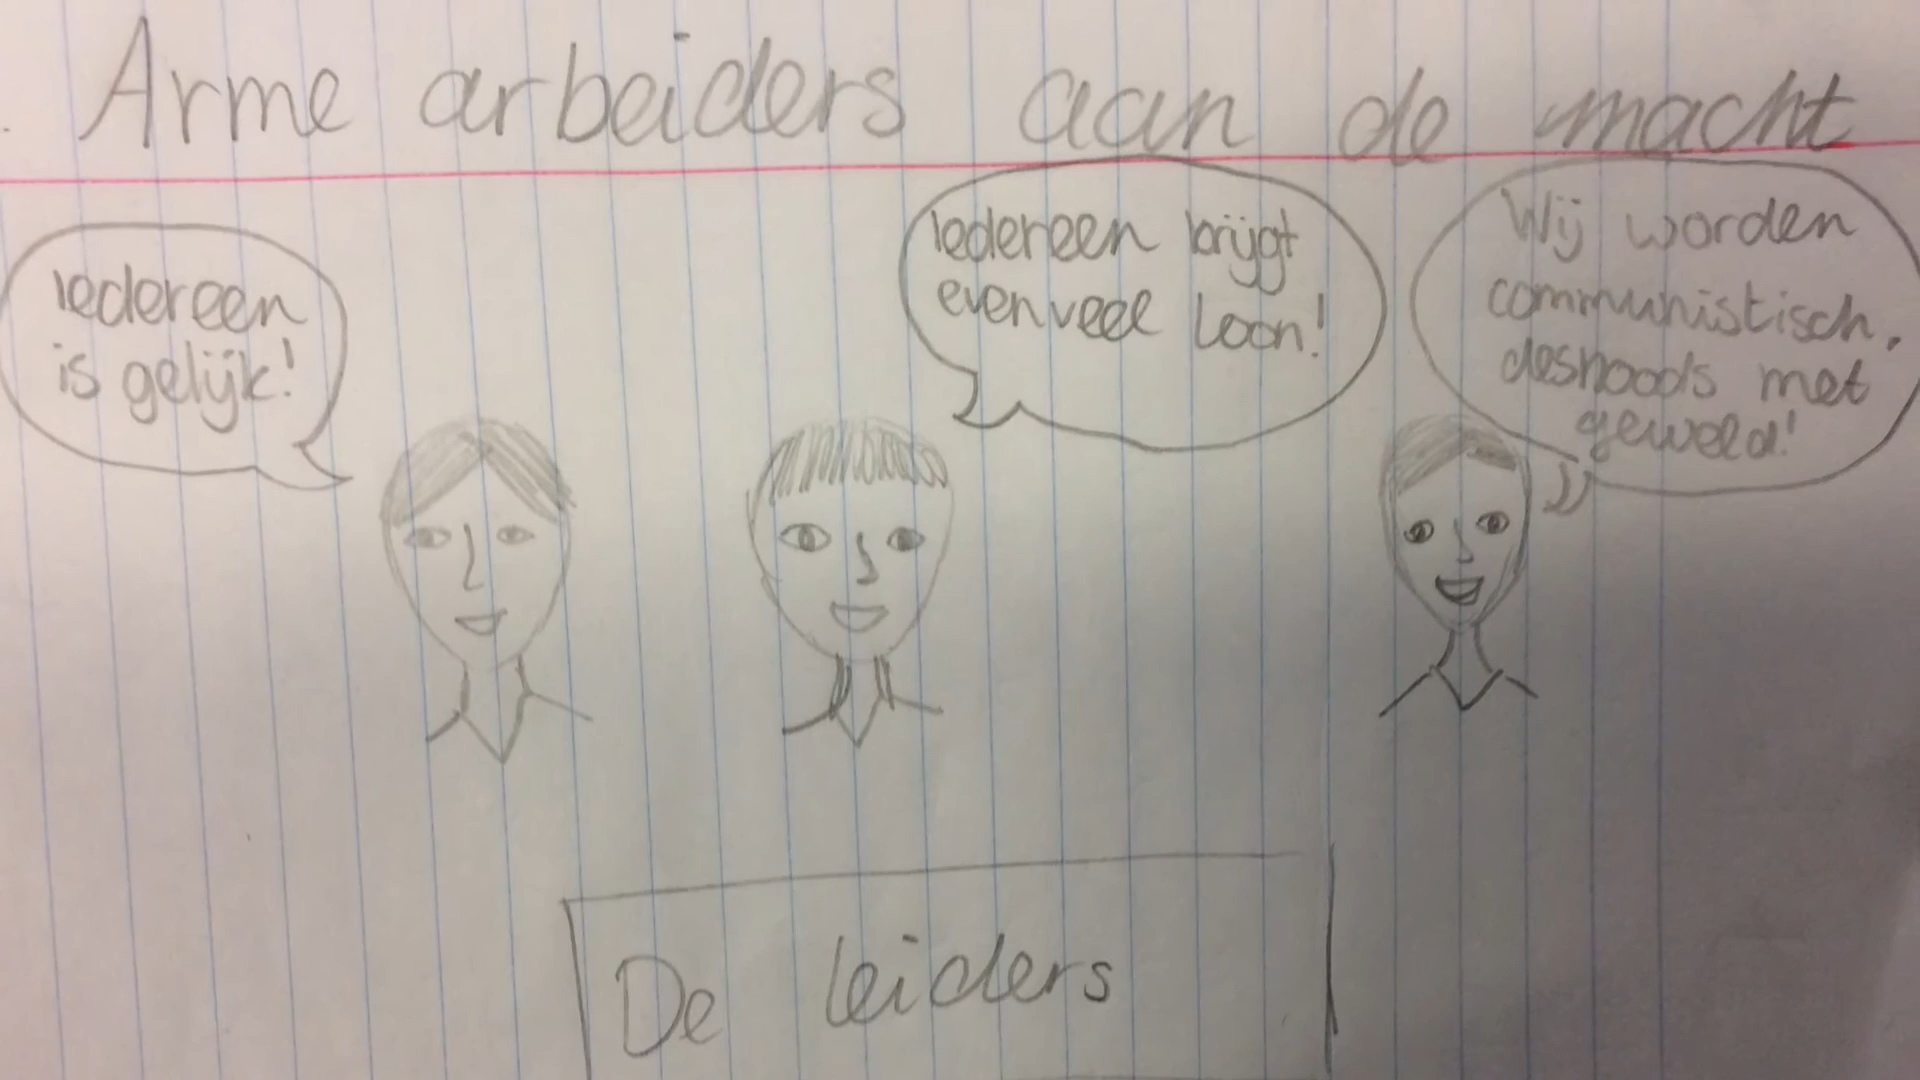 Arme arbeiders aan de macht
Iedereen
is gelijk!
Iedereen krijgt
evenveel loon!
Wij worden
communistisch,
desnoods met
geweld!
De leiders